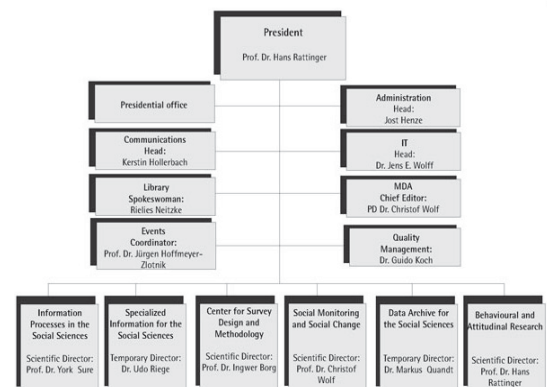 President
Prof. Dr. Hans Rattinger
Presidential office
Administration
Head:
Jost Henze
Communications
Head:
Kerstin Hollerbach
IT
Head:
Dr. Jens E. Wolff
Library
Spokeswoman:
Rielies Neitzke
MDA
Chief Editor:
PD Dr. Christof Wolf
Events
Coordinator:
Prof. Dr. Jürgen Hoffmeyer-
Zlotnik
Quality
Management:
Dr. Guido Koch
Information
Processes in the
Social Sciences
Scientific Director:
Prof. Dr. York Sure
Specialized
Information for the
Social Sciences
Temporary Director:
Dr. Udo Riege
Center for Survey
Design and
Methodology
Scientific Director:
Prof. Dr. Ingwer Borg
Social Monitoring
and Social Change
Scientific Director:
Prof. Dr. Christof
Wolf
Data Archive for
the Social Sciences
Temporary Director:
Dr. Markus Quandt
Behavioural and
Attitudinal Research
Scientific Director:
Prof. Dr. Hans
Rattinger